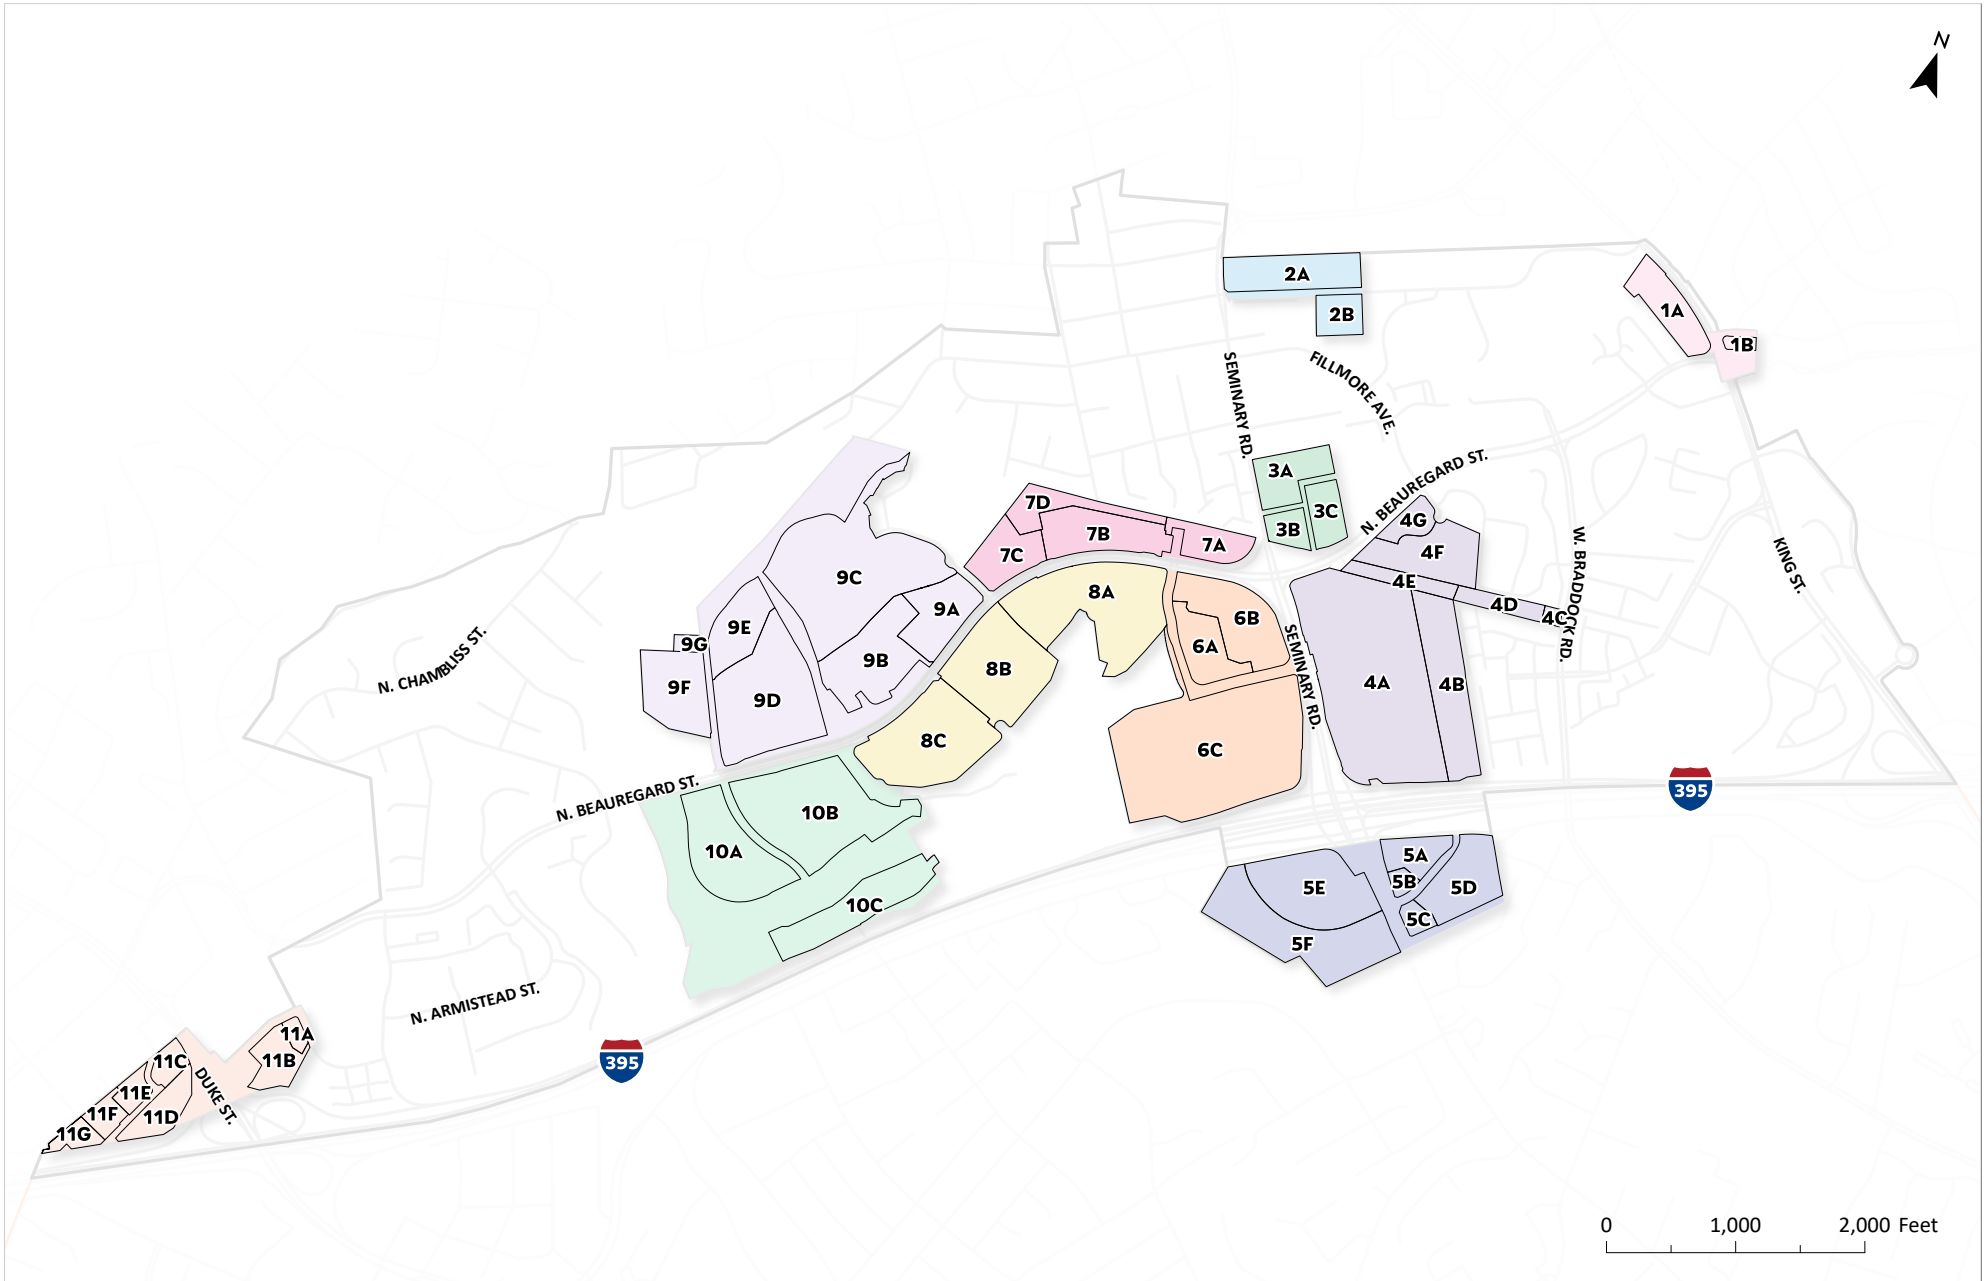 N
2A
2B
1A
1B
SEMINARY RD.
FILLMORE AVE.
N. BEAUREGARD ST.
3A
3B
3C
4G
4F
4E
4D
4C
4A
4B
W. BRADDOCK RD.
KING ST.
395
7D
7C
7B
7A
8A
8B
8C
6B
6A
6C
SEMINARY RD.
9C
9A
9E
9G
9B
9F
9D
N. CHAMBLISS ST.
N. BEAUREGARD ST.
10B
10A
10C
5A
5B
5E
5D
5C
5F
N. ARMISTEAD ST.
395
11A
11B
11C
11E
11F
11D
11G
DUKE ST.
0 1,000 2,000 Feet